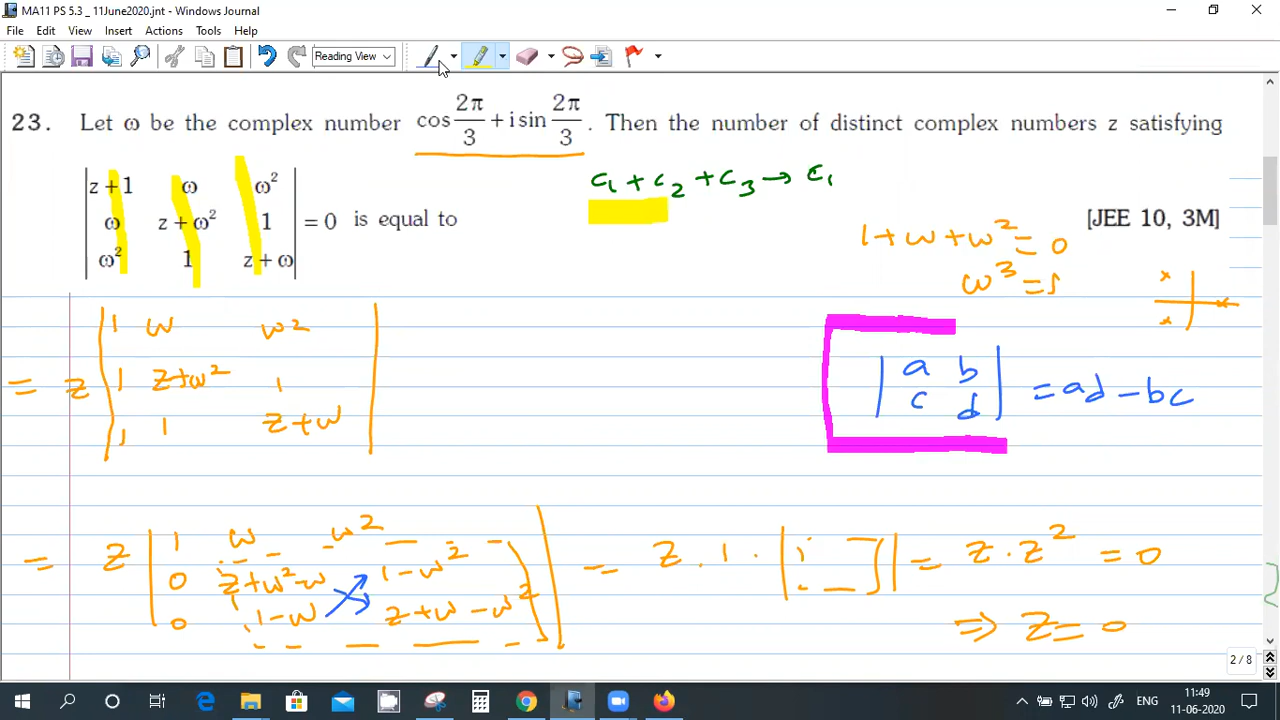 MA11 PS 5.3 _ 11June2020.jnt - Windows Journal
File Edit View Insert Actions Tools Help
Reading View
23. Let ω be the complex number cos 2π/3 + i sin 2π/3 . Then the number of distinct complex numbers z satisfying
| z+1 ω ω² |
| ω z+ω² 1 | = 0 is equal to [JEE 10, 3M]
| ω² 1 z+ω |
C₁ + C₂ + C₃ → C₁
1+ω+ω² = 0
ω³ = 1
= z | 1 ω ω² |
| 1 z+ω² 1 |
| 1 1 z+ω |
| a b |
| c d | = ad - bc
= z | 1 ω ω² |
| 0 z+ω²-ω 1-ω² |
| 0 1-ω z+ω-ω² |
= z . 1 . | | = z . z² = 0
⇒ z = 0
2 / 8
ENG
11:49
11-06-2020